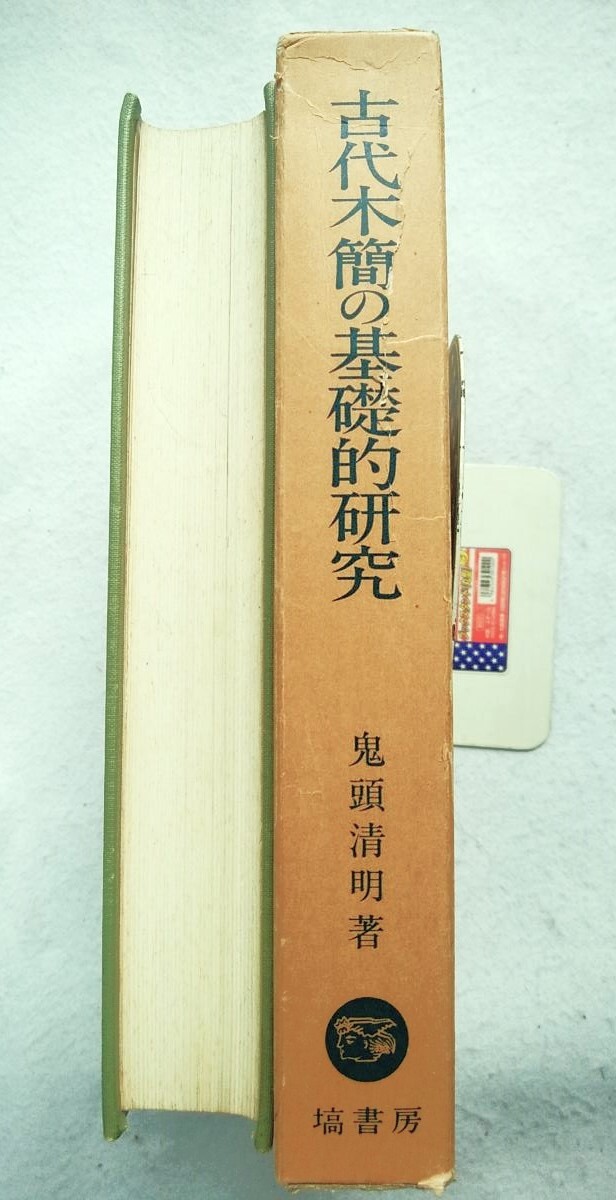 古代木簡の基礎的研究
鬼頭清明著
塙書房